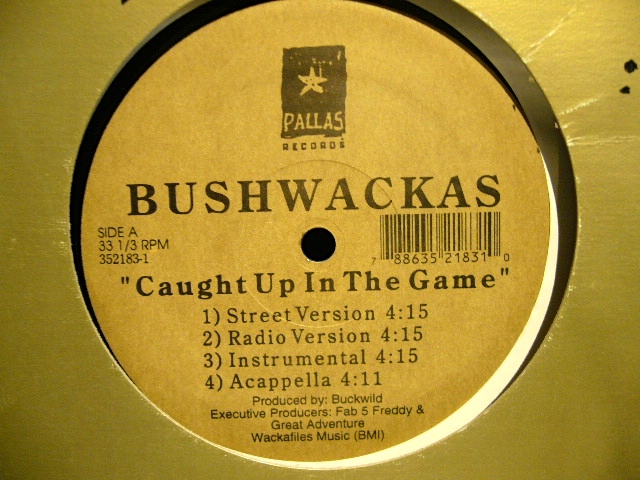 PALLAS
RECORDS
BUSHWACKAS
SIDE A
33 1/3 RPM
352183-1
7 88635 21831 0
"Caught Up In The Game"
1) Street Version 4:15
2) Radio Version 4:15
3) Instrumental 4:15
4) Acappella 4:11
Produced by: Buckwild
Executive Producers: Fab 5 Freddy &
Great Adventure
Wackafiles Music (BMI)